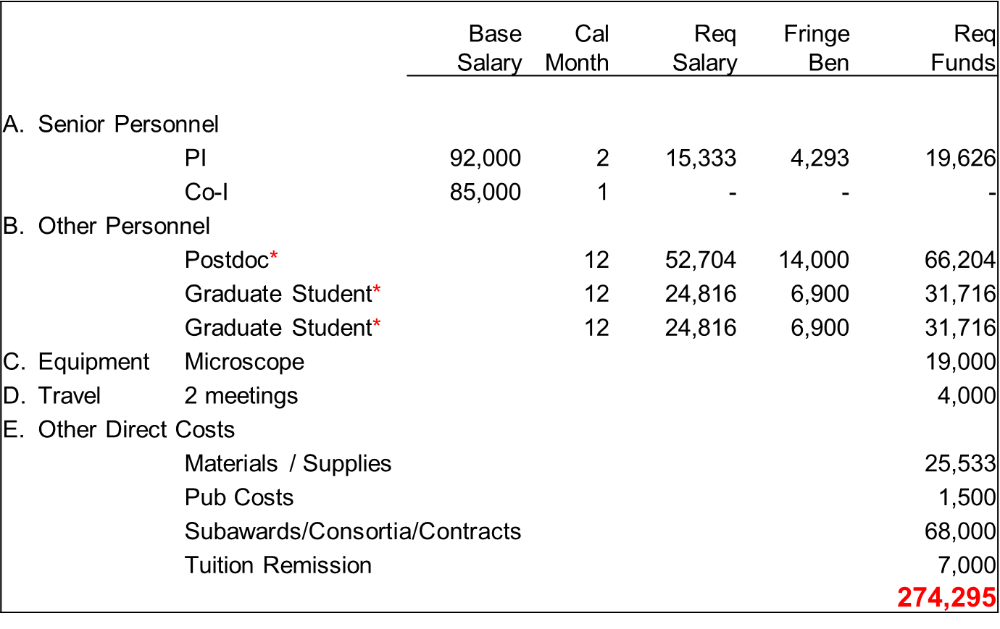 Base Cal Req Fringe Req
Salary Month Salary Ben Funds
A. Senior Personnel
PI 92,000 2 15,333 4,293 19,626
Co-I 85,000 1 - - -
B. Other Personnel
Postdoc* 12 52,704 14,000 66,204
Graduate Student* 12 24,816 6,900 31,716
Graduate Student* 12 24,816 6,900 31,716
C. Equipment Microscope 19,000
D. Travel 2 meetings 4,000
E. Other Direct Costs
Materials / Supplies 25,533
Pub Costs 1,500
Subawards/Consortia/Contracts 68,000
Tuition Remission 7,000
274,295